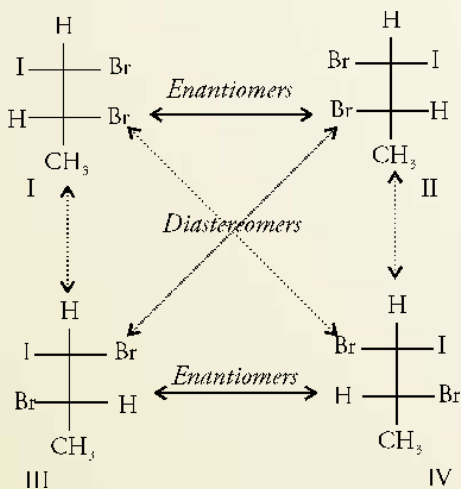 H H
I Br Br I
Enantiomers
H Br Br H
CH₃ CH₃
I II
Diastereomers
H H
I Br Br I
Enantiomers
Br H H Br
CH₃ CH₃
III IV